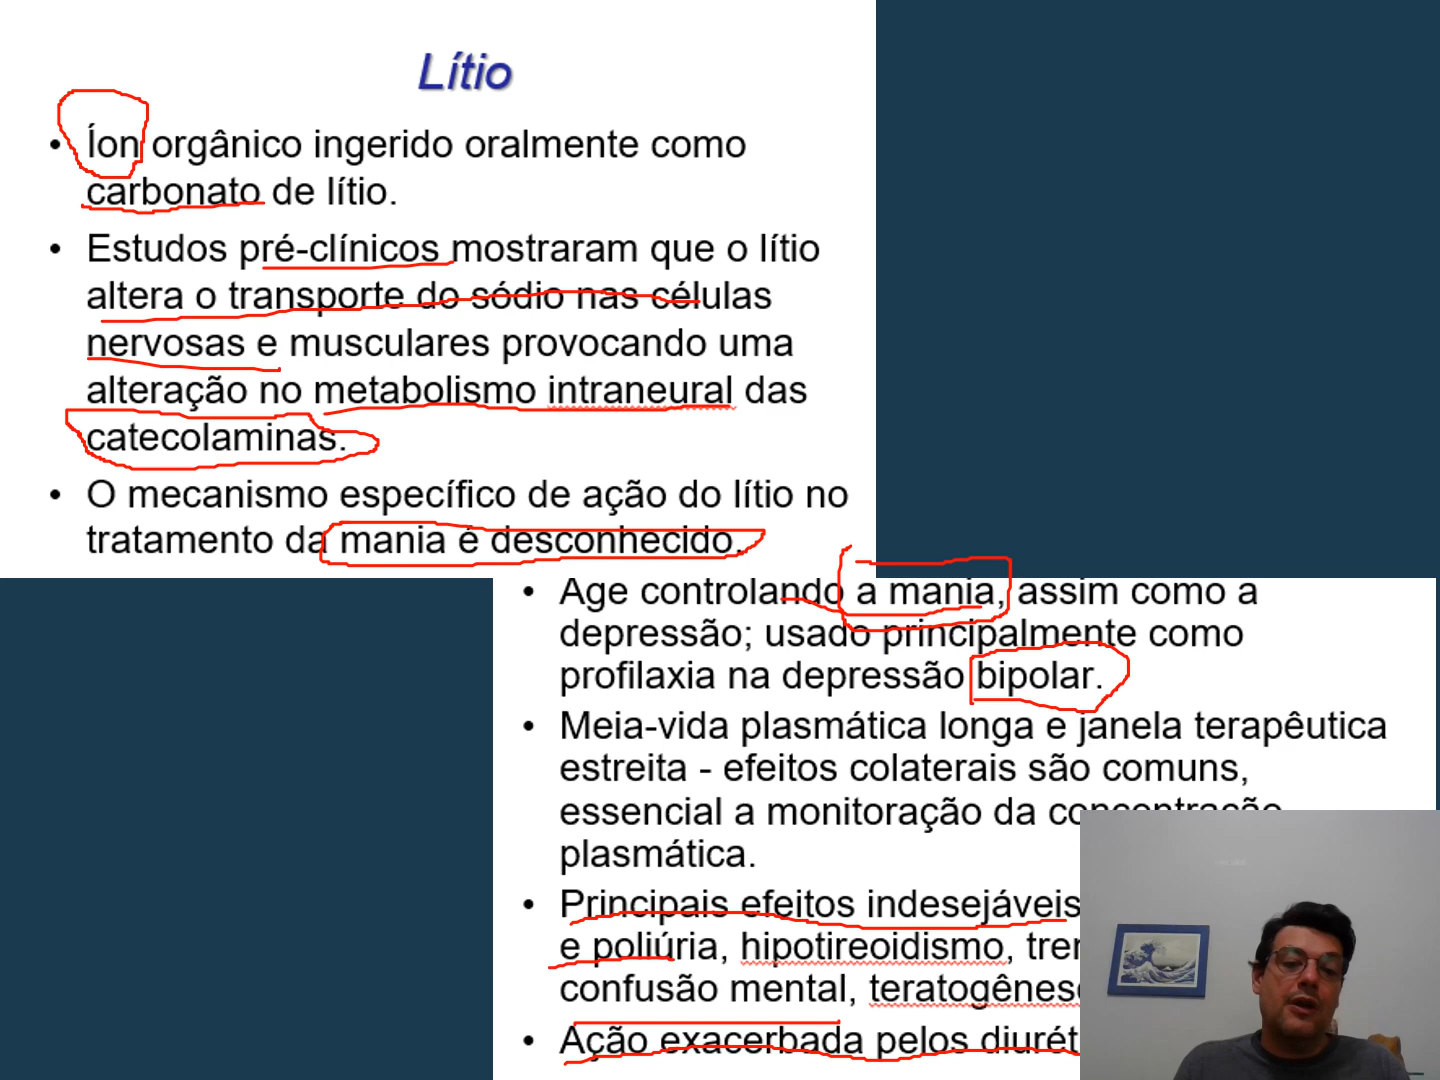 Lítio
• Íon orgânico ingerido oralmente como
carbonato de lítio.
• Estudos pré-clínicos mostraram que o lítio
altera o transporte do sódio nas células
nervosas e musculares provocando uma
alteração no metabolismo intraneural das
catecolaminas.
• O mecanismo específico de ação do lítio no
tratamento da mania é desconhecido.
• Age controlando a mania, assim como a
depressão; usado principalmente como
profilaxia na depressão bipolar.
• Meia-vida plasmática longa e janela terapêutica
estreita - efeitos colaterais são comuns,
essencial a monitoração da concentração
plasmática.
• Principais efeitos indesejáveis
e poliúria, hipotireoidismo,
confusão mental,
• Ação exacerbada pelos